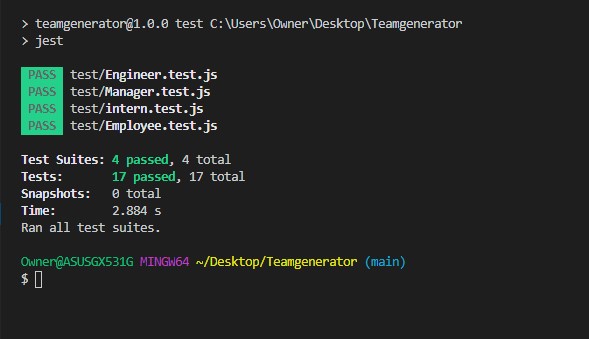 > teamgenerator@1.0.0 test C:\Users\Owner\Desktop\Teamgenerator
> jest
PASS test/Engineer.test.js
PASS test/Manager.test.js
PASS test/intern.test.js
PASS test/Employee.test.js
Test Suites: 4 passed, 4 total
Tests: 17 passed, 17 total
Snapshots: 0 total
Time: 2.884 s
Ran all test suites.
Owner@ASUSGX531G MINGW64 ~/Desktop/Teamgenerator (main)
$